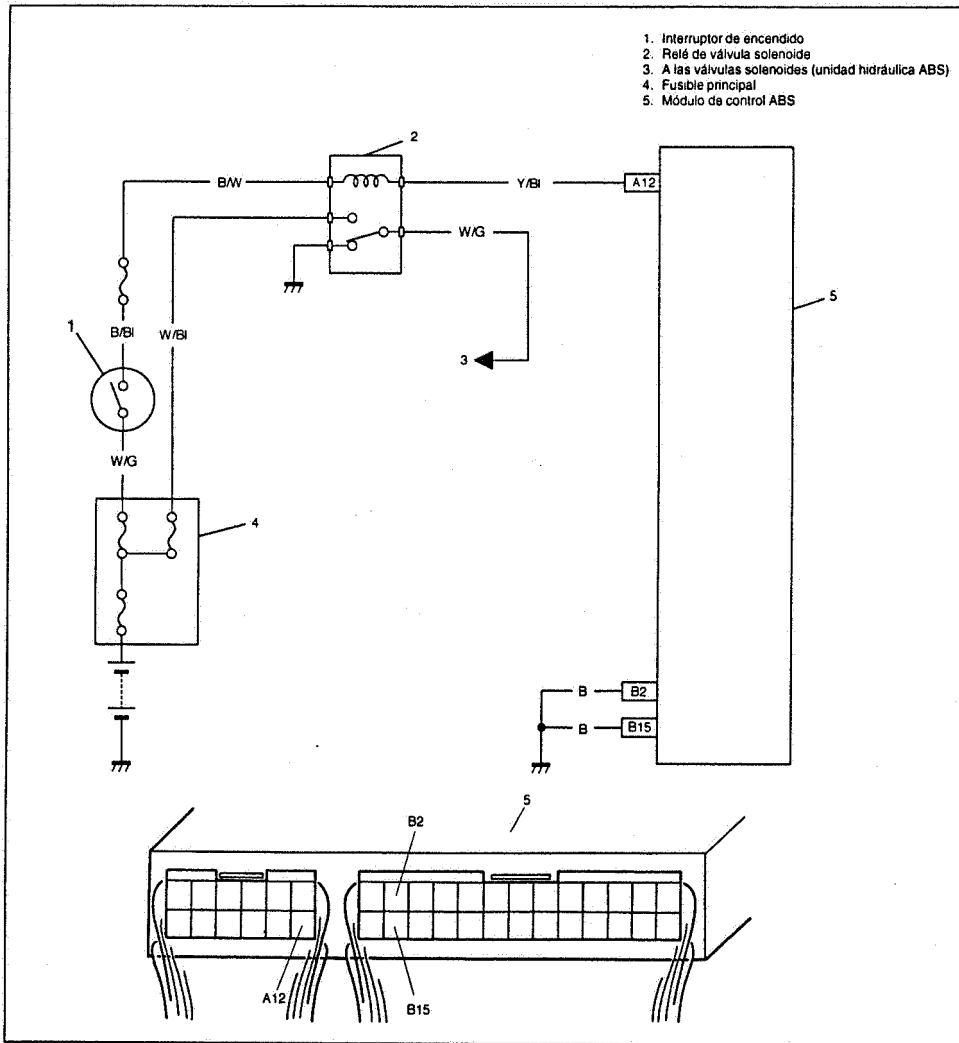 1. Interruptor de encendido
2. Relé de válvula solenoide
3. A las válvulas solenoides (unidad hidráulica ABS)
4. Fusible principal
5. Módulo de control ABS
2
B/W
Y/Bl
A12
W/G
5
1
B/Bl
W/Bl
3
W/G
4
B
B2
B
B15
5
B2
A12
B15